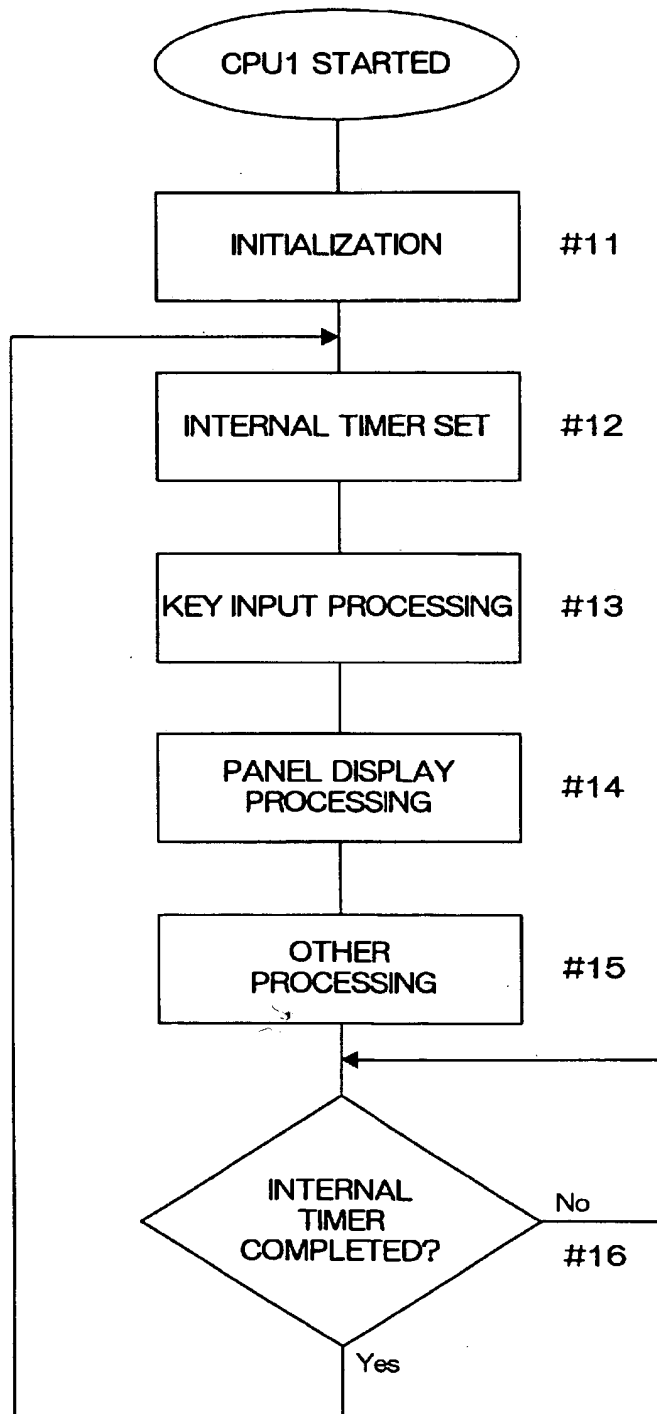 CPU1 STARTED
INITIALIZATION #11
INTERNAL TIMER SET #12
KEY INPUT PROCESSING #13
PANEL DISPLAY
PROCESSING
#14
OTHER
PROCESSING
#15
INTERNAL
TIMER
COMPLETED?
No
#16
Yes